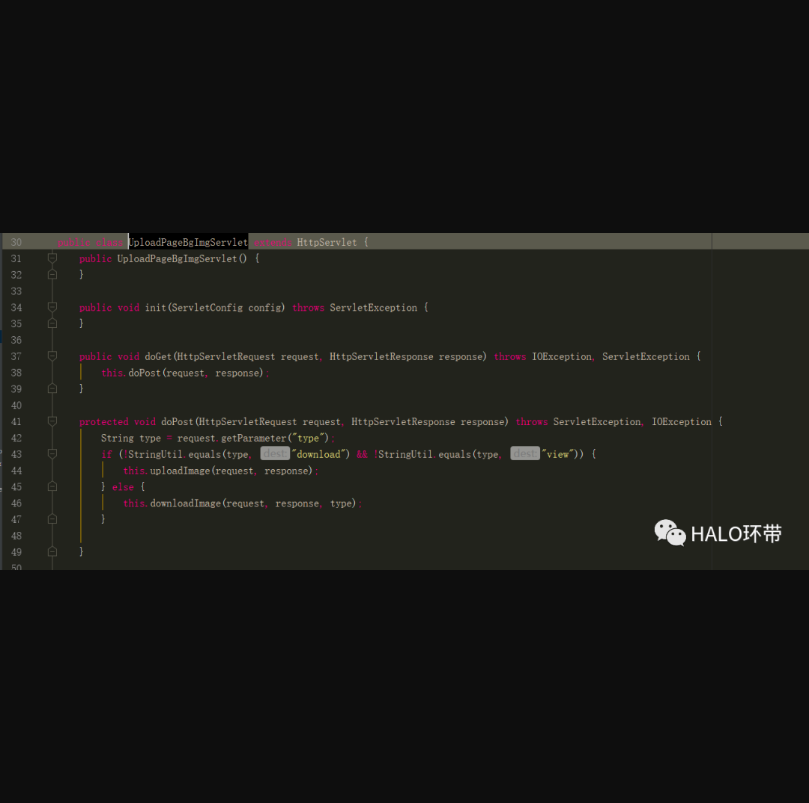 30 public class UploadPageBgImgServlet extends HttpServlet {
31 public UploadPageBgImgServlet() {
32 }
33
34 public void init(ServletConfig config) throws ServletException {
35 }
36
37 public void doGet(HttpServletRequest request, HttpServletResponse response) throws IOException, ServletException {
38 this.doPost(request, response);
39 }
40
41 protected void doPost(HttpServletRequest request, HttpServletResponse response) throws ServletException, IOException {
42 String type = request.getParameter("type");
43 if (!StringUtil.equals(type, dest: "download") && !StringUtil.equals(type, dest: "view")) {
44 this.uploadImage(request, response);
45 } else {
46 this.downloadImage(request, response, type);
47 }
48
HALO环带
49 }
50